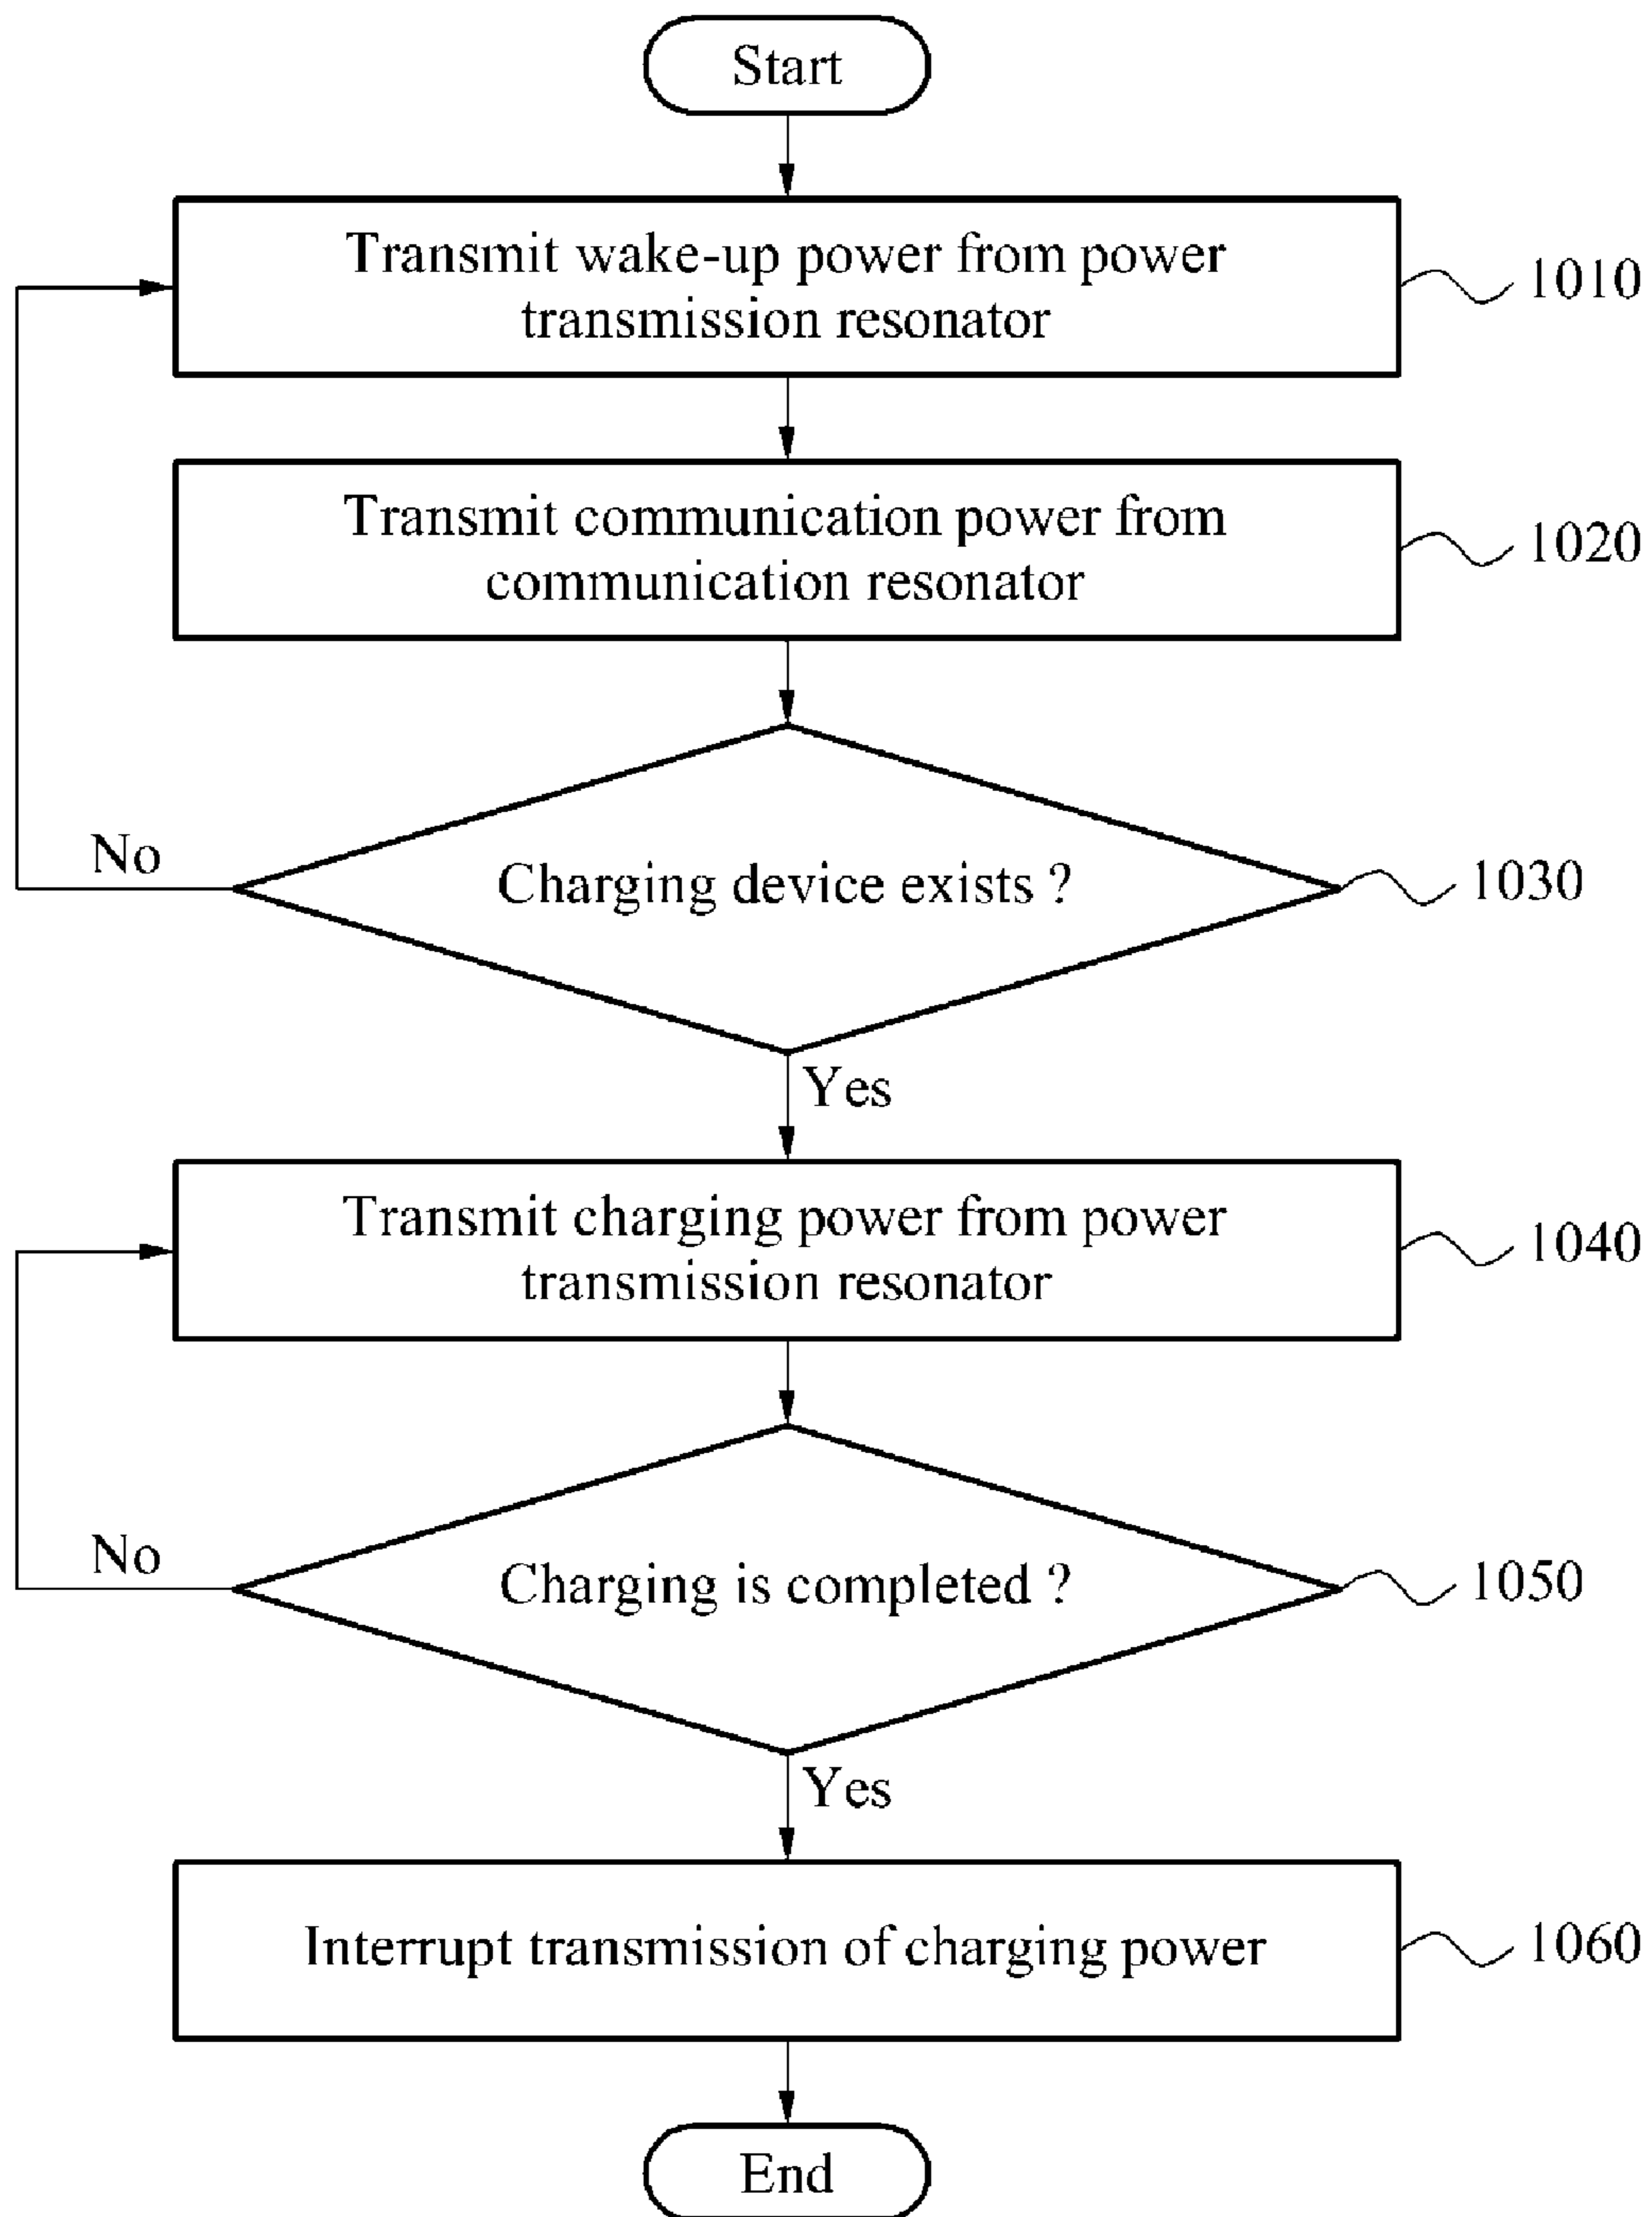 Start
Transmit wake-up power from power
transmission resonator
1010
Transmit communication power from
communication resonator
1020
Charging device exists ?
1030
No
Yes
Transmit charging power from power
transmission resonator
1040
Charging is completed ?
1050
No
Yes
Interrupt transmission of charging power
1060
End